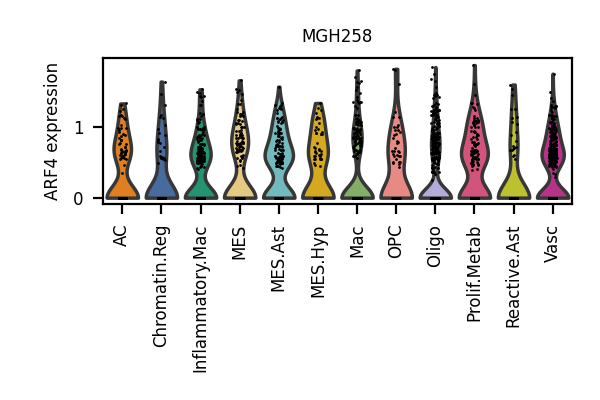 MGH258
ARF4 expression
1
0
AC
Chromatin.Reg
Inflammatory.Mac
MES
MES.Ast
MES.Hyp
Mac
OPC
Oligo
Prolif.Metab
Reactive.Ast
Vasc